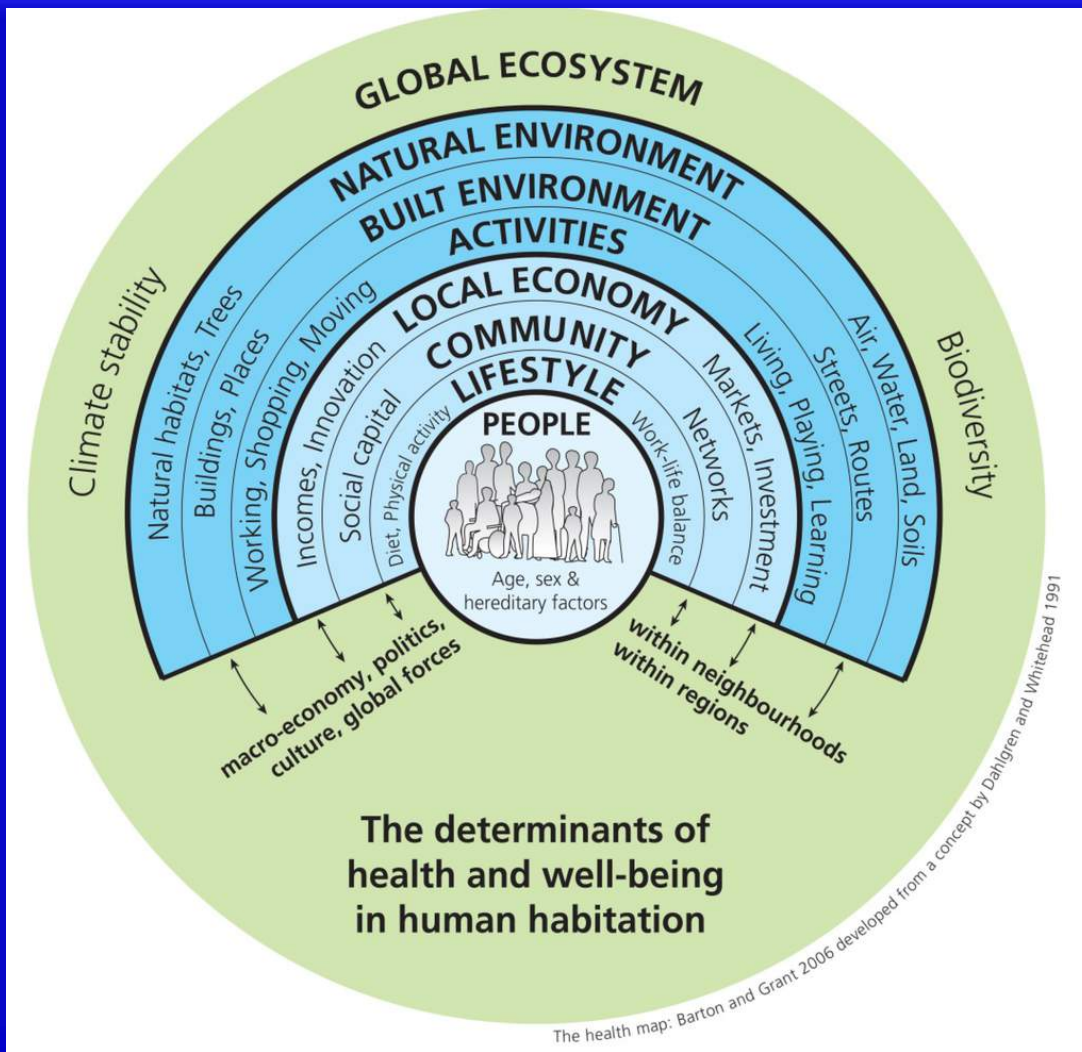 GLOBAL ECOSYSTEM
NATURAL ENVIRONMENT
BUILT ENVIRONMENT
ACTIVITIES
LOCAL ECONOMY
COMMUNITY
LIFESTYLE
PEOPLE
Age, sex &
hereditary factors
Climate stability
Natural habitats, Trees
Buildings, Places
Working, Shopping, Moving
Incomes, Innovation
Social capital
Diet, Physical activity
Work-life balance
Networks
Markets, Investment
Living, Playing, Learning
Streets, Routes
Air, Water, Land, Soils
Biodiversity
macro-economy, politics,
culture, global forces
within neighbourhoods
within regions
The determinants of
health and well-being
in human habitation
The health map: Barton and Grant 2006 developed from a concept by Dahlgren and Whitehead 1991